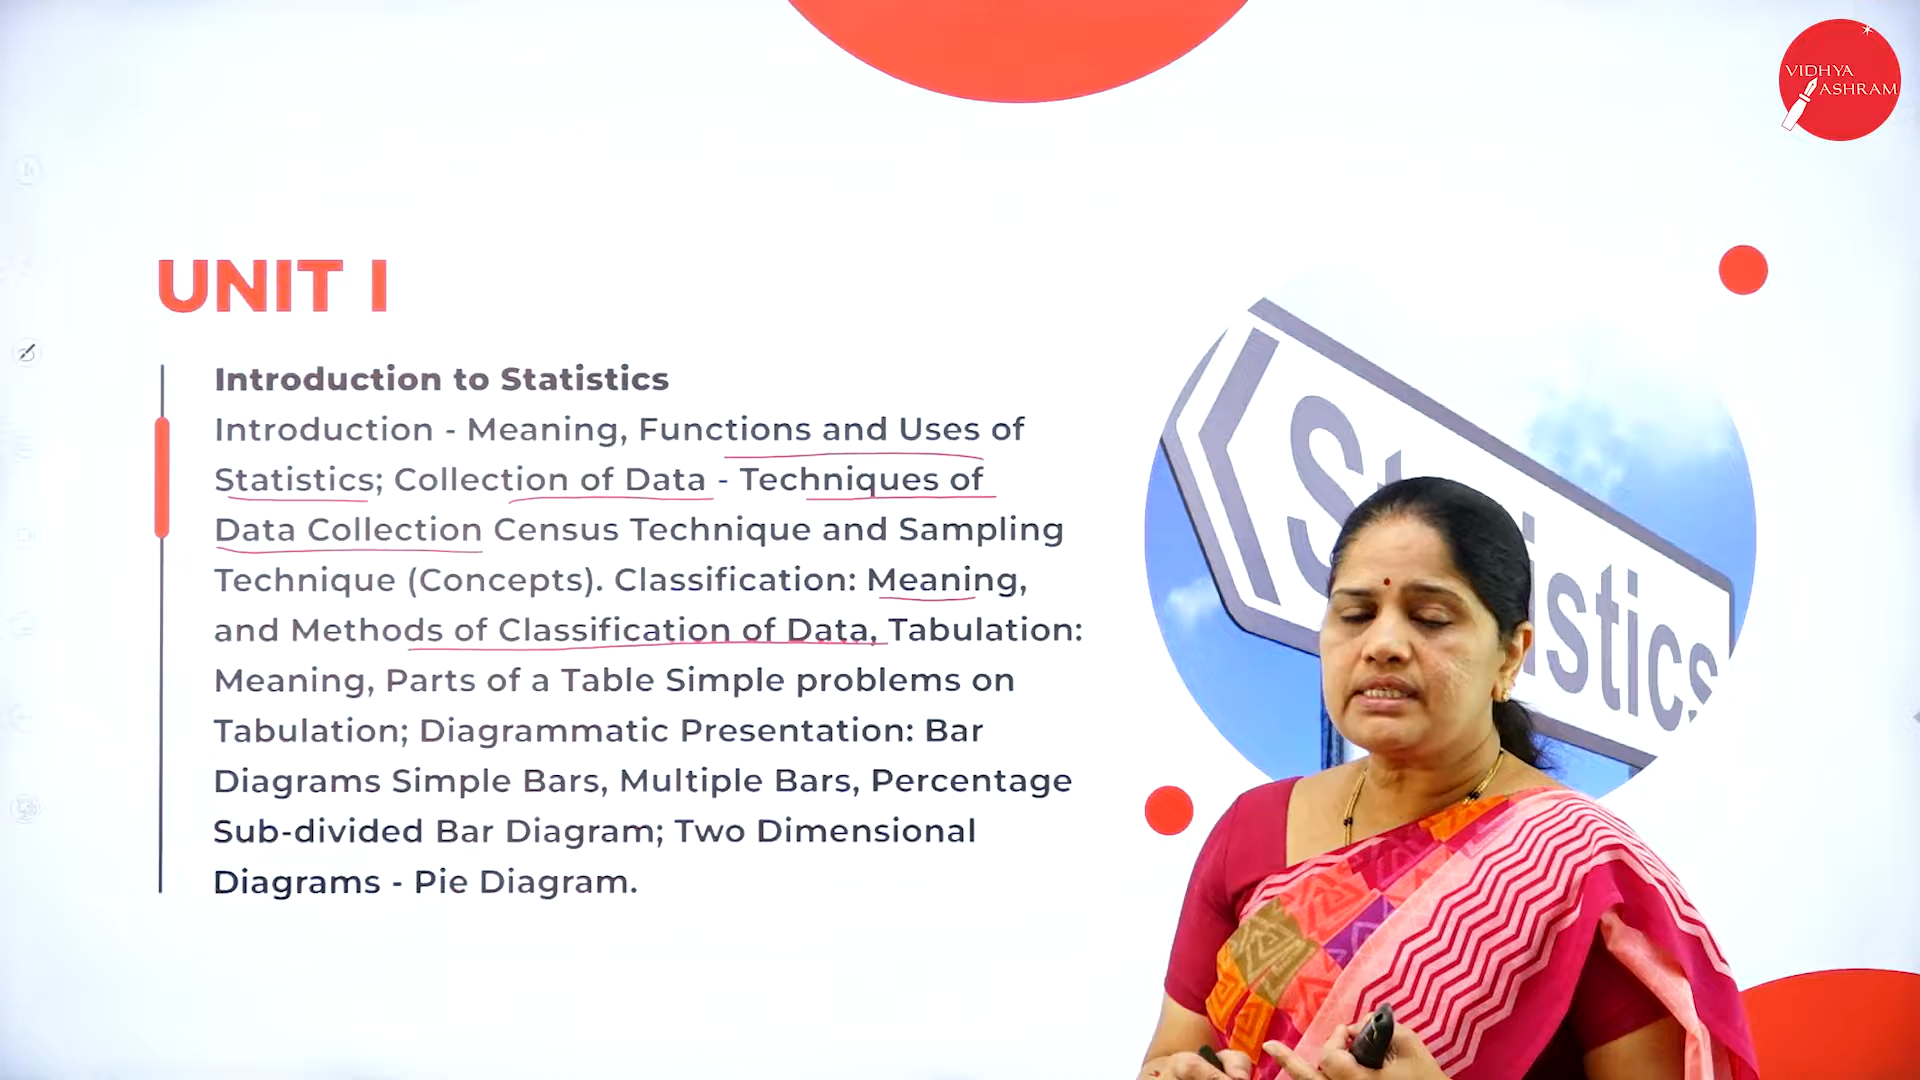 VIDHYA
ASHRAM
UNIT I
Introduction to Statistics
Introduction - Meaning, Functions and Uses of
Statistics; Collection of Data - Techniques of
Data Collection Census Technique and Sampling
Technique (Concepts). Classification: Meaning,
and Methods of Classification of Data, Tabulation:
Meaning, Parts of a Table Simple problems on
Tabulation; Diagrammatic Presentation: Bar
Diagrams Simple Bars, Multiple Bars, Percentage
Sub-divided Bar Diagram; Two Dimensional
Diagrams - Pie Diagram.